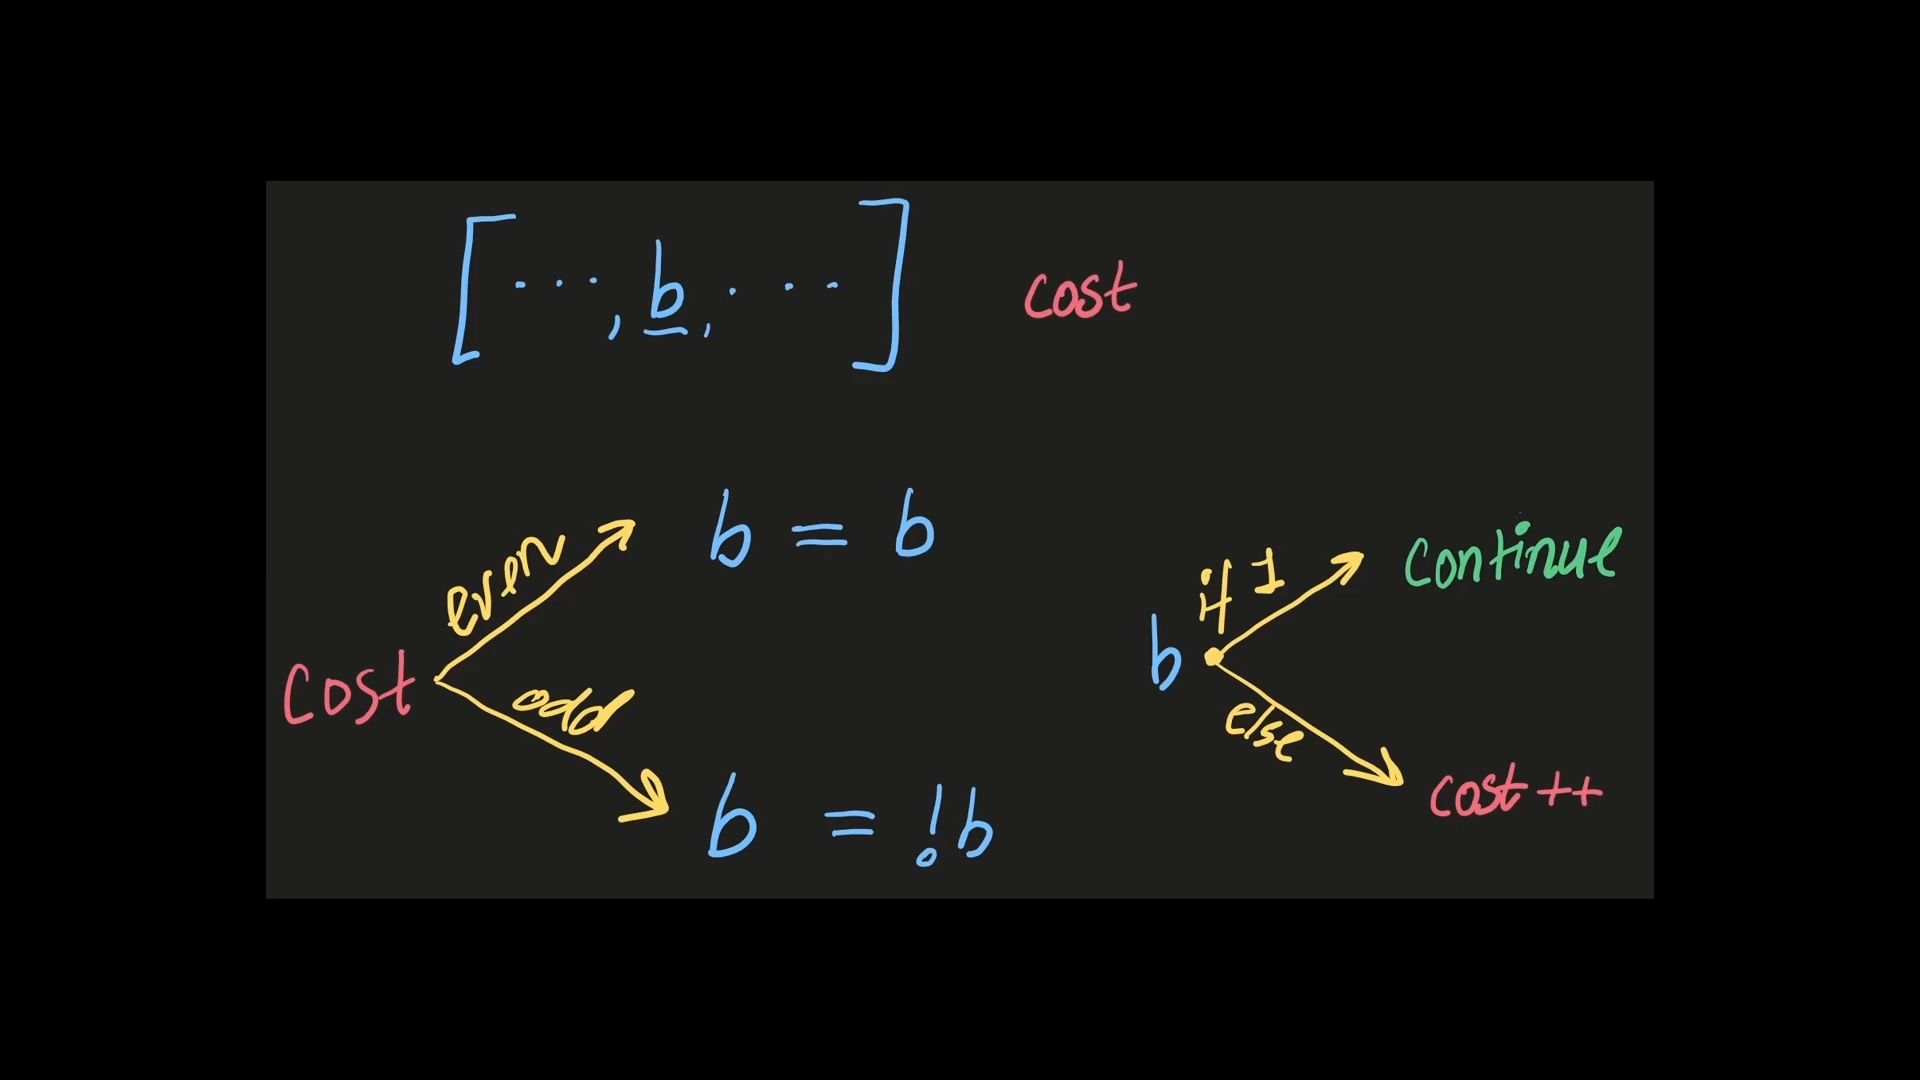 [ ···, b, ··· ] cost
even b = b
if 1 continue
cost b
odd else
b = !b cost++